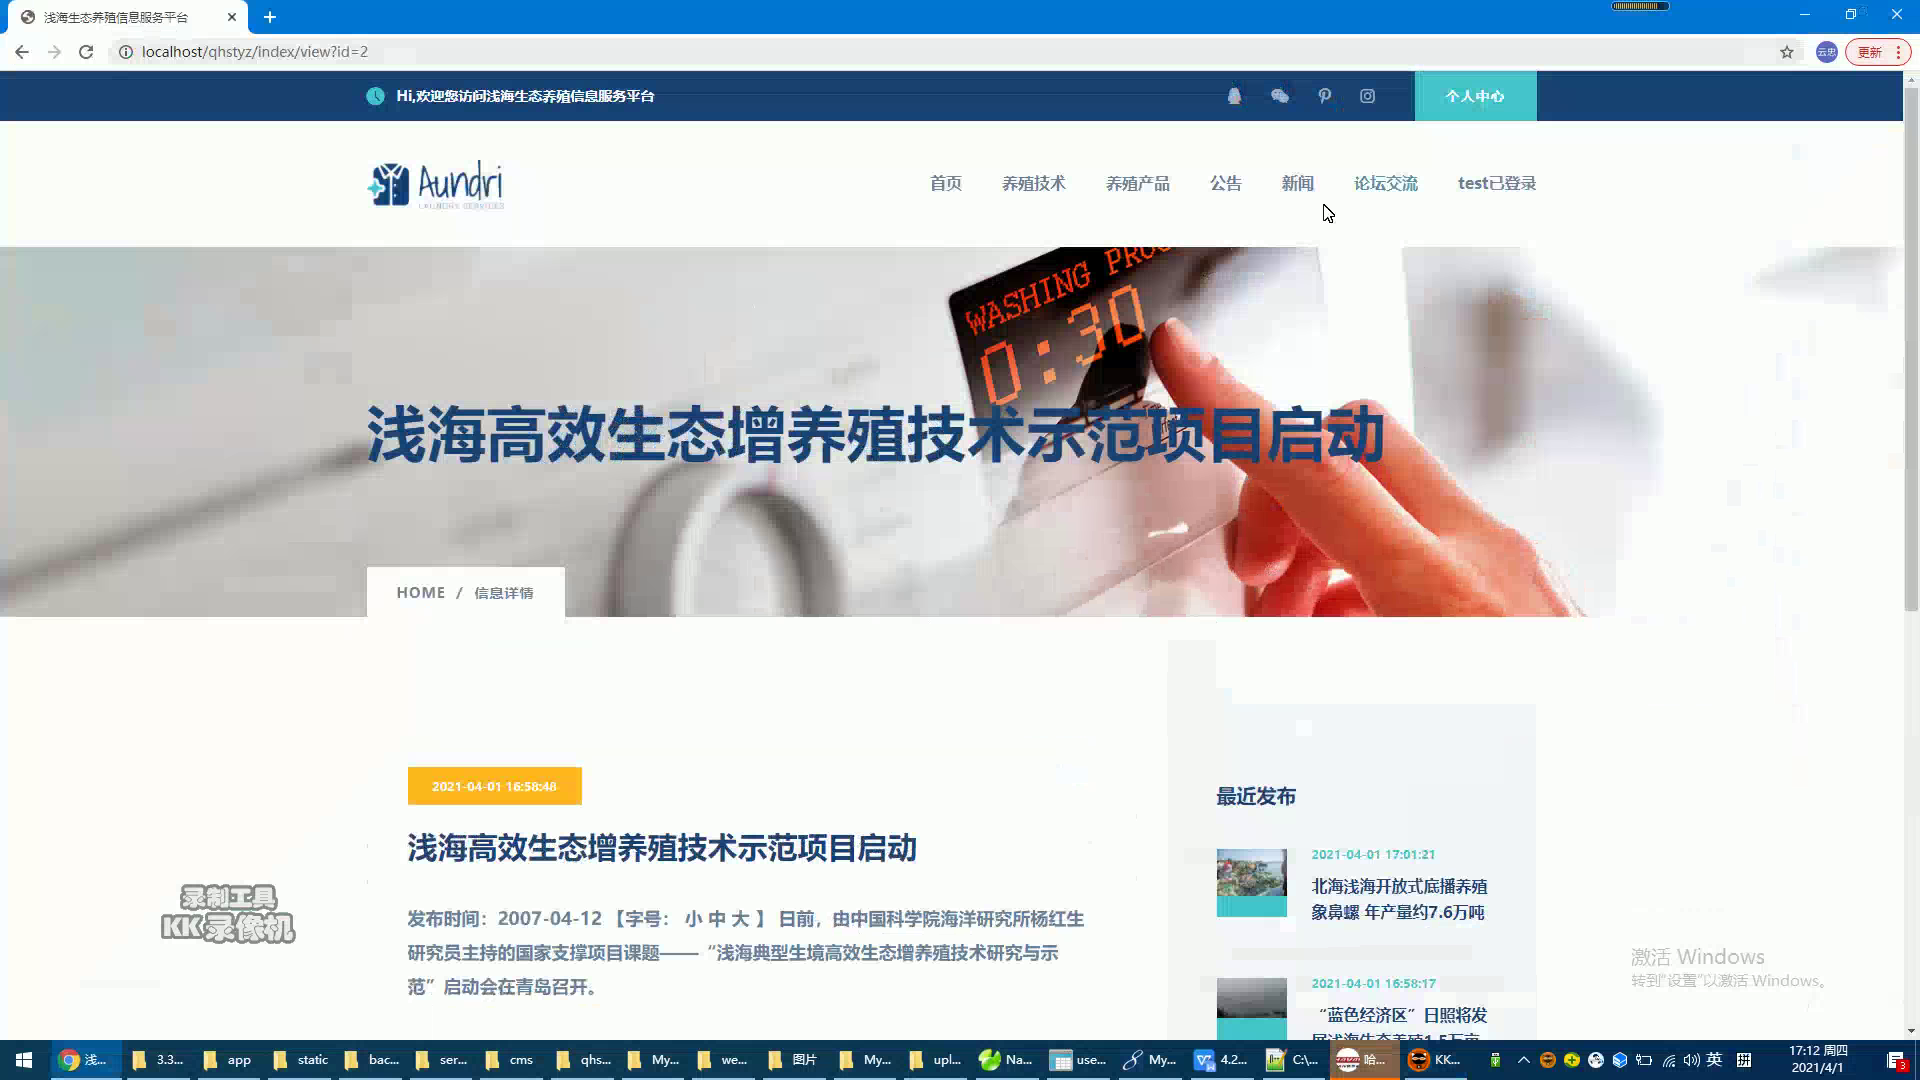 浅海生态养殖信息服务平台
localhost/qhstyz/index/view?id=2
云忠
更新
Hi,欢迎您访问浅海生态养殖信息服务平台
个人中心
Aundri
LAUNDRY SERVICES
首页 养殖技术 养殖产品 公告 新闻 论坛交流 test已登录
WASHING PRO
0:30
浅海高效生态增养殖技术示范项目启动
HOME / 信息详情
2021-04-01 16:58:48
浅海高效生态增养殖技术示范项目启动
发布时间：2007-04-12 【字号： 小 中 大 】 日前，由中国科学院海洋研究所杨红生
研究员主持的国家支撑项目课题——“浅海典型生境高效生态增养殖技术研究与示
范”启动会在青岛召开。
最近发布
2021-04-01 17:01:21
北海浅海开放式底播养殖
象鼻螺 年产量约7.6万吨
2021-04-01 16:58:17
“蓝色经济区”日照将发
展浅海生态养殖1.5万亩
录制工具
KK录像机
激活 Windows
转到“设置”以激活 Windows。
浅... 3.3... app static bac... ser... cms qhs... My... we... 图片 My... upl... Na... use... My... 4.2... C:\... 哈... KK... 英
17:12 周四
2021/4/1
3